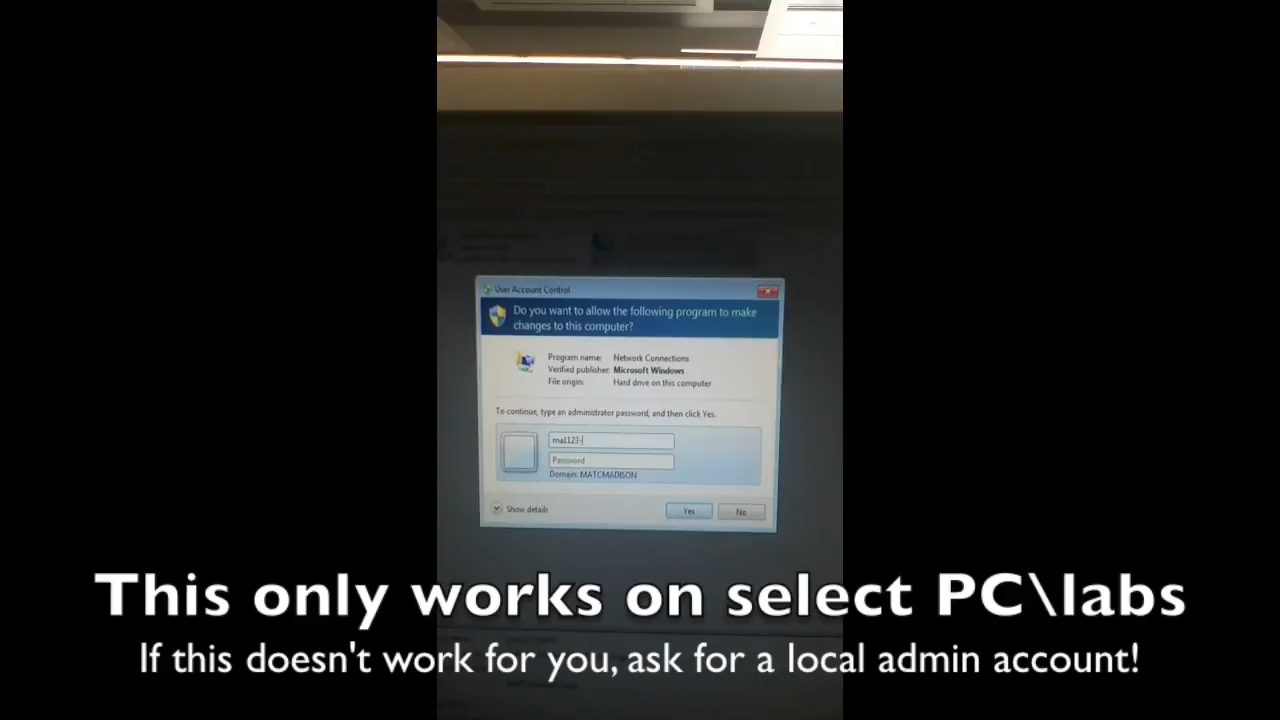 User Account Control
Do you want to allow the following program to make
changes to this computer?
Program name: Network Connections
Verified publisher: Microsoft Windows
File origin: Hard drive on this computer
To continue, type an administrator password, and then click Yes.
ma1123-
Password
Domain: MATCMADISON
Show details
Yes
No
This only works on select PC\labs
If this doesn't work for you, ask for a local admin account!